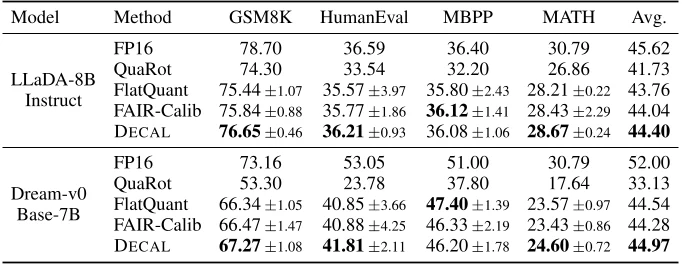 Model Method GSM8K HumanEval MBPP MATH Avg.
LLaDA-8B Instruct
FP16 78.70 36.59 36.40 30.79 45.62
QuaRot 74.30 33.54 32.20 26.86 41.73
FlatQuant 75.44 ±1.07 35.57 ±3.97 35.80 ±2.43 28.21 ±0.22 43.76
FAIR-Calib 75.84 ±0.88 35.77 ±1.86 36.12 ±1.41 28.43 ±2.29 44.04
DECAL 76.65 ±0.46 36.21 ±0.93 36.08 ±1.06 28.67 ±0.24 44.40
Dream-v0 Base-7B
FP16 73.16 53.05 51.00 30.79 52.00
QuaRot 53.30 23.78 37.80 17.64 33.13
FlatQuant 66.34 ±1.05 40.85 ±3.66 47.40 ±1.39 23.57 ±0.97 44.54
FAIR-Calib 66.47 ±1.47 40.88 ±4.25 46.33 ±2.19 23.43 ±0.86 44.28
DECAL 67.27 ±1.08 41.81 ±2.11 46.20 ±1.78 24.60 ±0.72 44.97